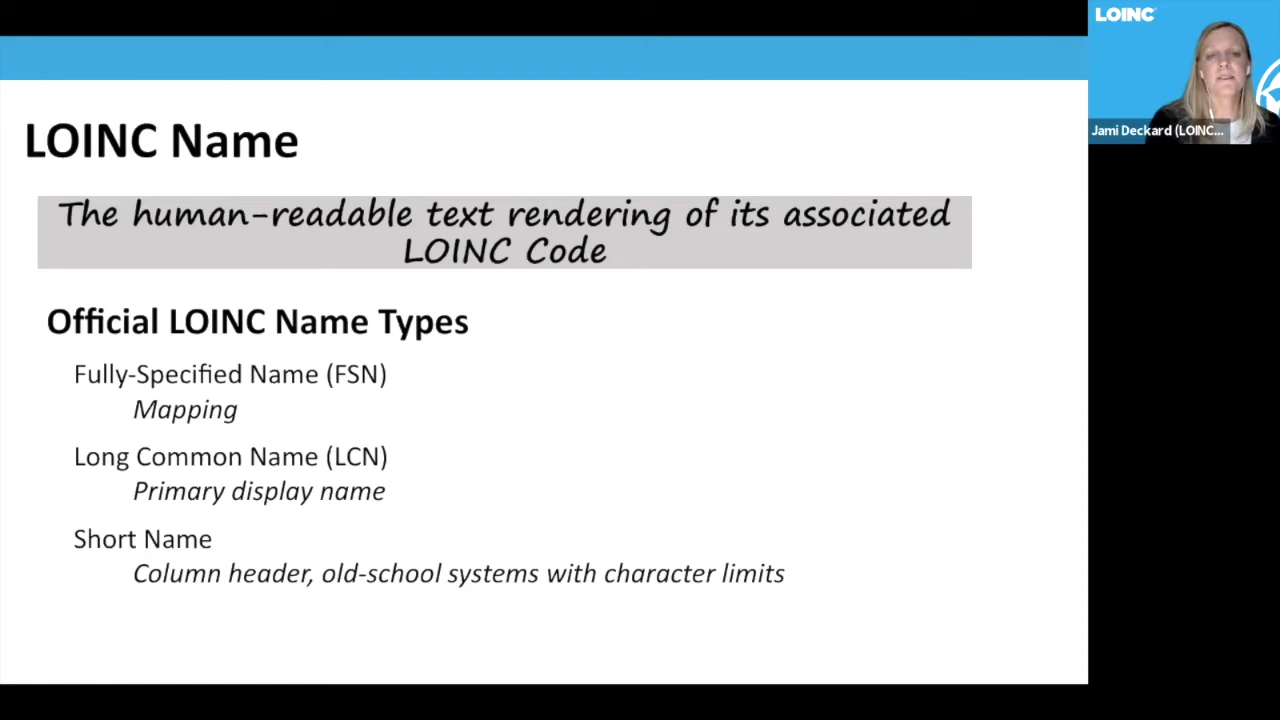 LOINC Name
The human-readable text rendering of its associated
LOINC Code
Official LOINC Name Types
Fully-Specified Name (FSN)
Mapping
Long Common Name (LCN)
Primary display name
Short Name
Column header, old-school systems with character limits
LOINC
Jami Deckard (LOINC...